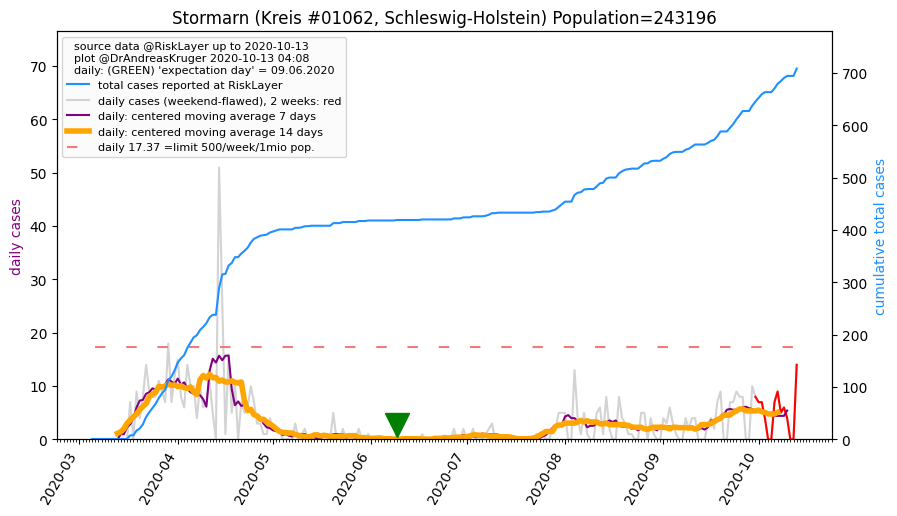 Stormarn (Kreis #01062, Schleswig-Holstein) Population=243196
source data @RiskLayer up to 2020-10-13
plot @DrAndreasKruger 2020-10-13 04:08
daily: (GREEN) 'expectation day' = 09.06.2020
total cases reported at RiskLayer
daily cases (weekend-flawed), 2 weeks: red
daily: centered moving average 7 days
daily: centered moving average 14 days
daily 17.37 =limit 500/week/1mio pop.
daily cases
70
60
50
40
30
20
10
0
cumulative total cases
700
600
500
400
300
200
100
0
2020-03
2020-04
2020-05
2020-06
2020-07
2020-08
2020-09
2020-10